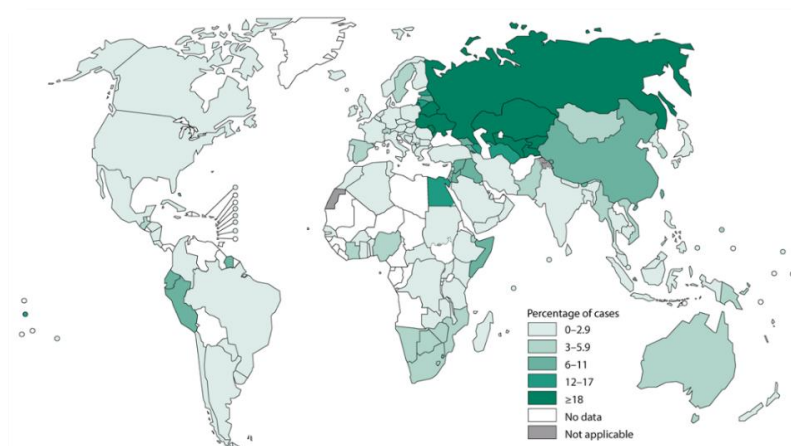 Percentage of cases
0–2.9
3–5.9
6–11
12–17
≥18
No data
Not applicable